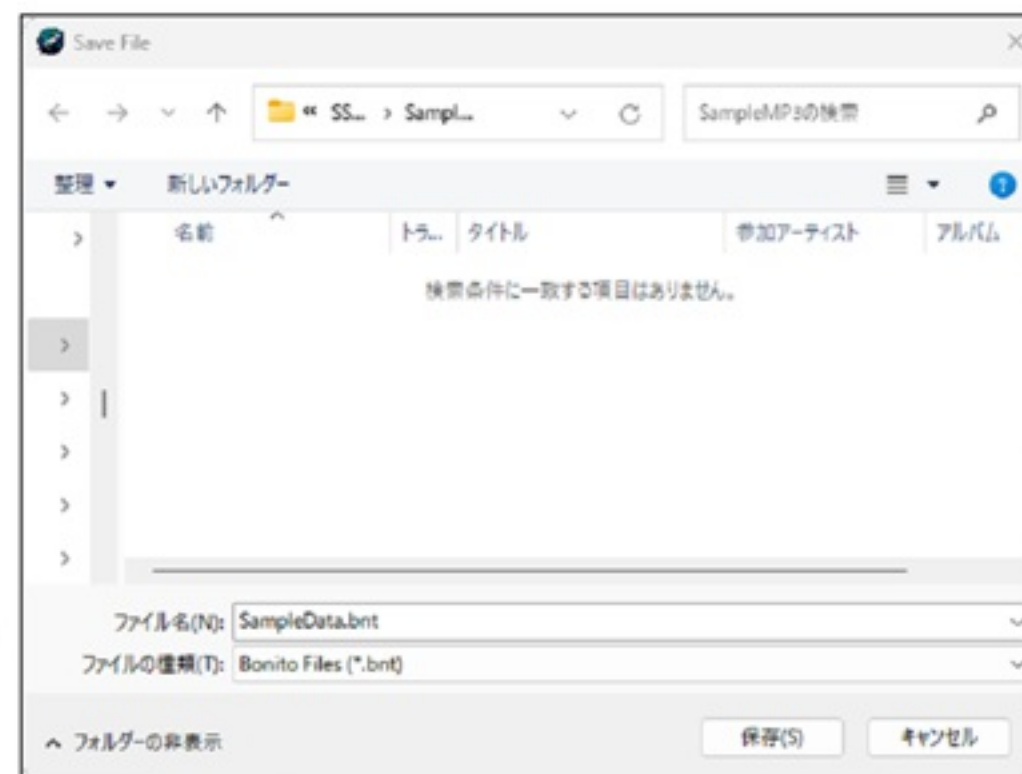 Save File
« SS... › Sampl...
SampleMP3の検索
整理
新しいフォルダー
名前 トラ... タイトル 参加アーティスト アルバム
検索条件に一致する項目はありません。
ファイル名(N): SampleData.bnt
ファイルの種類(T): Bonito Files (*.bnt)
フォルダーの非表示
保存(S) キャンセル